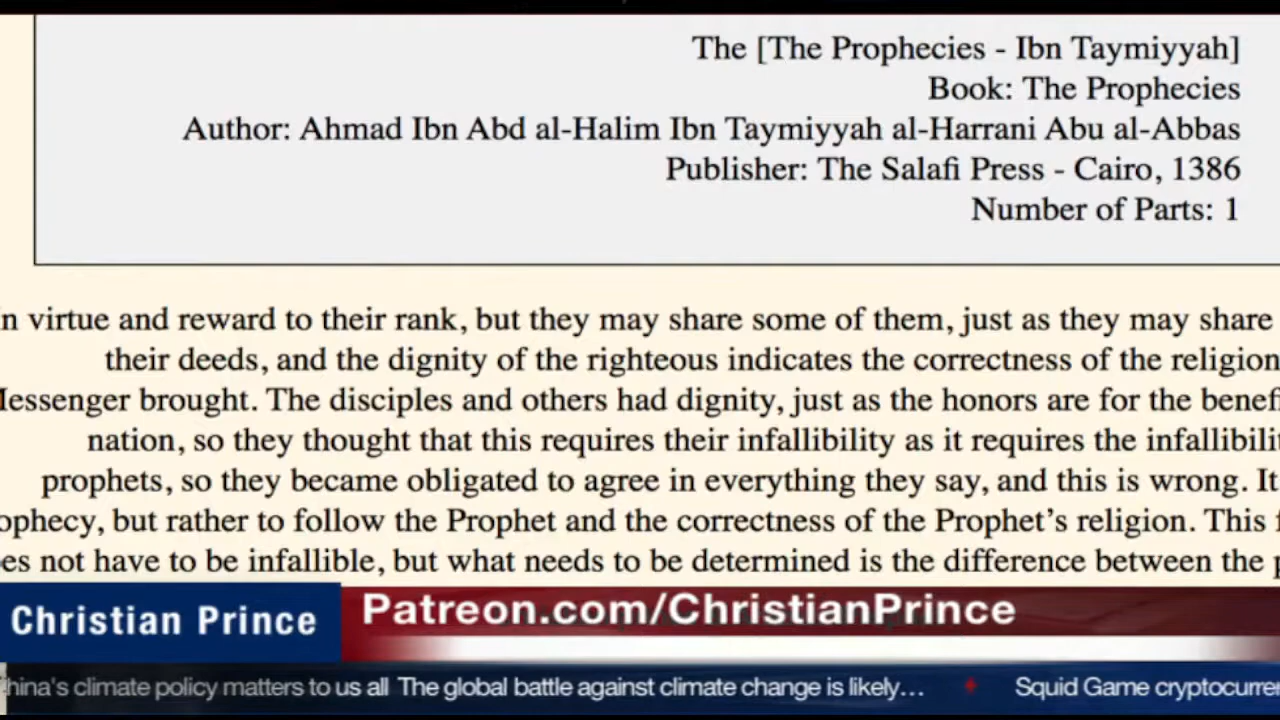 The [The Prophecies - Ibn Taymiyyah]
Book: The Prophecies
Author: Ahmad Ibn Abd al-Halim Ibn Taymiyyah al-Harrani Abu al-Abbas
Publisher: The Salafi Press - Cairo, 1386
Number of Parts: 1
n virtue and reward to their rank, but they may share some of them, just as they may share
their deeds, and the dignity of the righteous indicates the correctness of the religion
essenger brought. The disciples and others had dignity, just as the honors are for the benefi
nation, so they thought that this requires their infallibility as it requires the infallibilit
prophets, so they became obligated to agree in everything they say, and this is wrong. It
ophecy, but rather to follow the Prophet and the correctness of the Prophet's religion. This f
es not have to be infallible, but what needs to be determined is the difference between the p
Christian Prince
Patreon.com/ChristianPrince
hina's climate policy matters to us all The global battle against climate change is likely... Squid Game cryptocurre